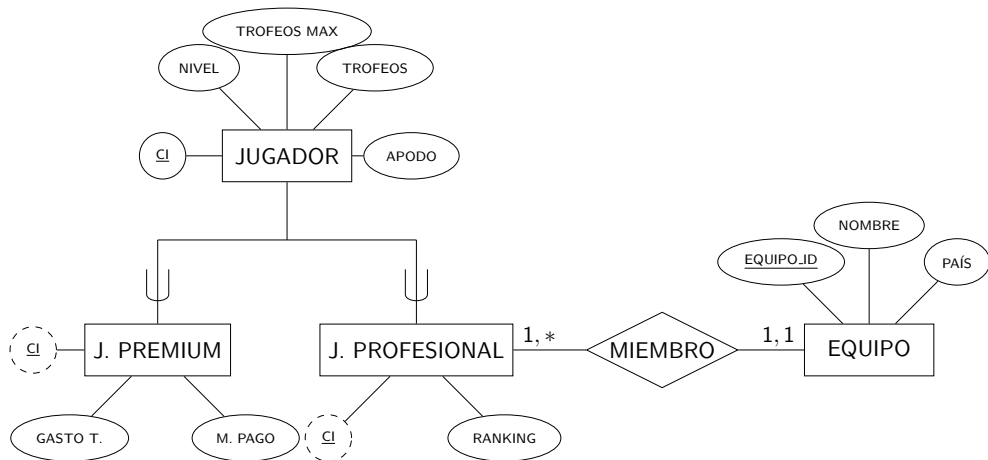 TROFEOS MAX
NIVEL
TROFEOS
CI
JUGADOR
APODO
NOMBRE
EQUIPO_ID
PAÍS
CI
J. PREMIUM
J. PROFESIONAL
1, *
MIEMBRO
1, 1
EQUIPO
GASTO T.
M. PAGO
CI
RANKING